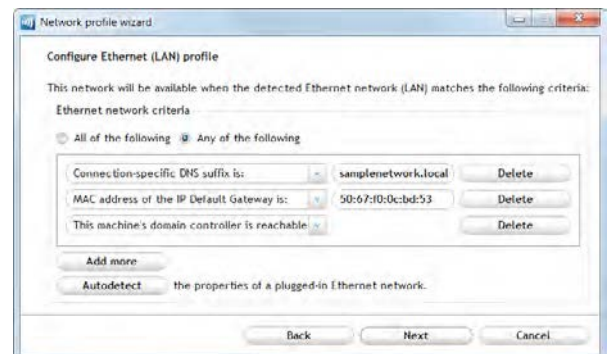 Network profile wizard
Configure Ethernet (LAN) profile
This network will be available when the detected Ethernet network (LAN) matches the following criteria:
Ethernet network criteria
All of the following Any of the following
Connection-specific DNS suffix is: samplenetwork.local Delete
MAC address of the IP Default Gateway is: 50:67:f0:0c:bd:53 Delete
This machine's domain controller is reachable Delete
Add more
Autodetect the properties of a plugged-in Ethernet network.
Back Next Cancel